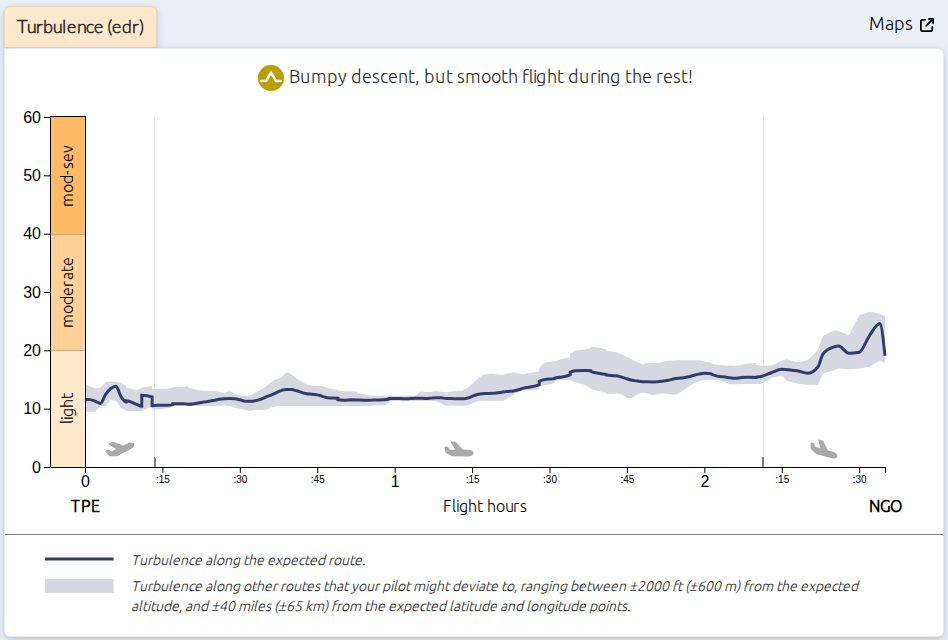 Turbulence (edr)
Maps
Bumpy descent, but smooth flight during the rest!
60
50
40
30
20
10
0
mod-sev
moderate
light
0 :15 :30 :45 1 :15 :30 :45 2 :15 :30
TPE Flight hours NGO
Turbulence along the expected route.
Turbulence along other routes that your pilot might deviate to, ranging between ±2000 ft (±600 m) from the expected
altitude, and ±40 miles (±65 km) from the expected latitude and longitude points.